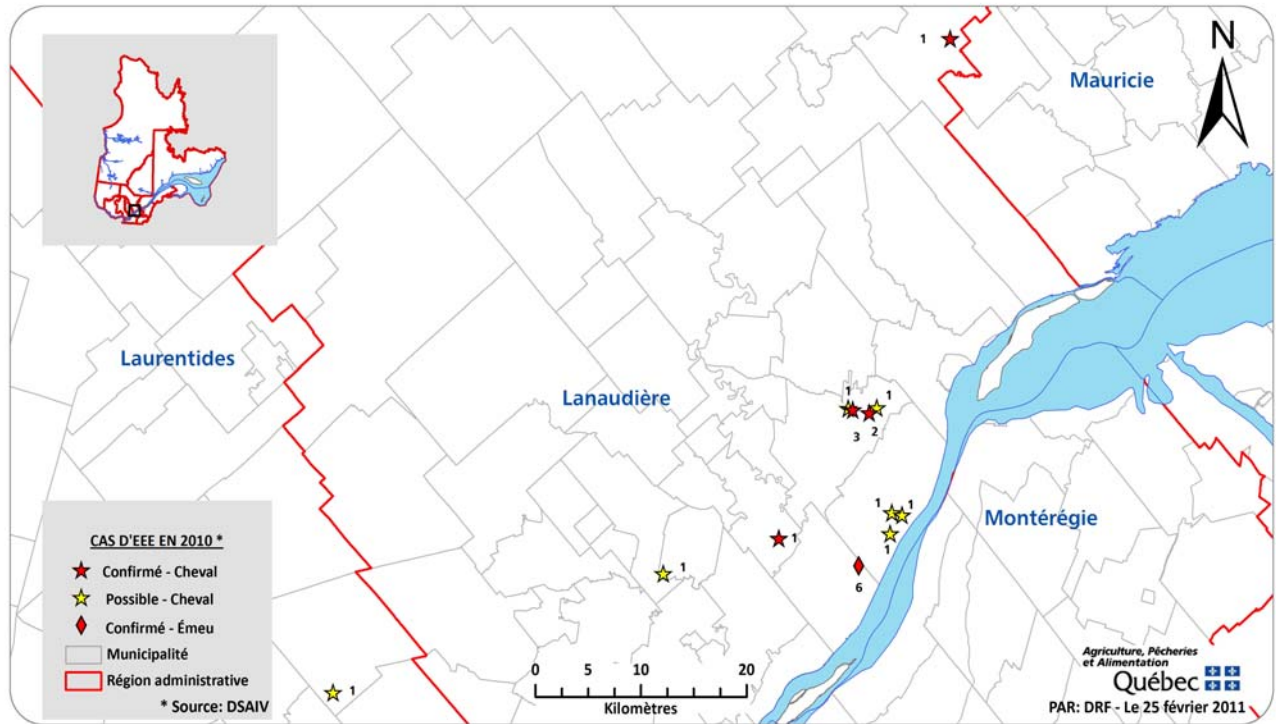 1
N
Mauricie
Laurentides
Lanaudière
1
1
3
2
1
1
1
Montérégie
1
1
6
1
CAS D'EEE EN 2010 *
Confirmé - Cheval
Possible - Cheval
Confirmé - Émeu
Municipalité
Région administrative
* Source: DSAIV
0 5 10 20
Kilomètres
Agriculture, Pêcheries
et Alimentation
Québec
PAR: DRF - Le 25 février 2011